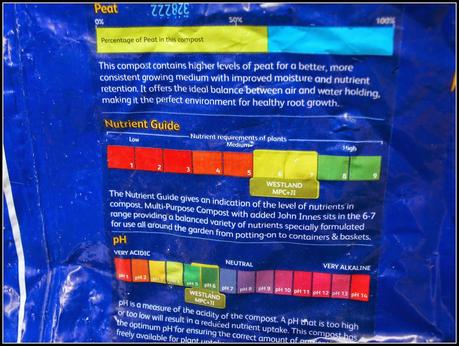 Peat
328222
0% 50% 100%
Percentage of Peat in this compost
This compost contains higher levels of peat for a better, more
consistent growing medium with improved moisture and nutrient
retention. It offers the ideal balance between air and water holding,
making it the perfect environment for healthy root growth.
Nutrient Guide
Nutrient requirements of plants
Low Medium High
1 2 3 4 5 6 7 8 9
WESTLAND
MPC+JI
The Nutrient Guide gives an indication of the level of nutrients in
compost. Multi-Purpose Compost with added John Innes sits in the 6-7
range providing a balanced variety of nutrients specially formulated
for use all around the garden from potting-on to containers & baskets.
pH
VERY ACIDIC NEUTRAL VERY ALKALINE
pH 1 pH 2 pH 5 pH 6 pH 7 pH 8 pH 9 pH 10 pH 11 pH 12 pH 13 pH 14
WESTLAND
MPC+JI
pH is a measure of the acidity of the compost. A pH that is too high
or too low will result in a reduced nutrient uptake. This compost has
the optimum pH for ensuring the correct amount of
freely available for plant